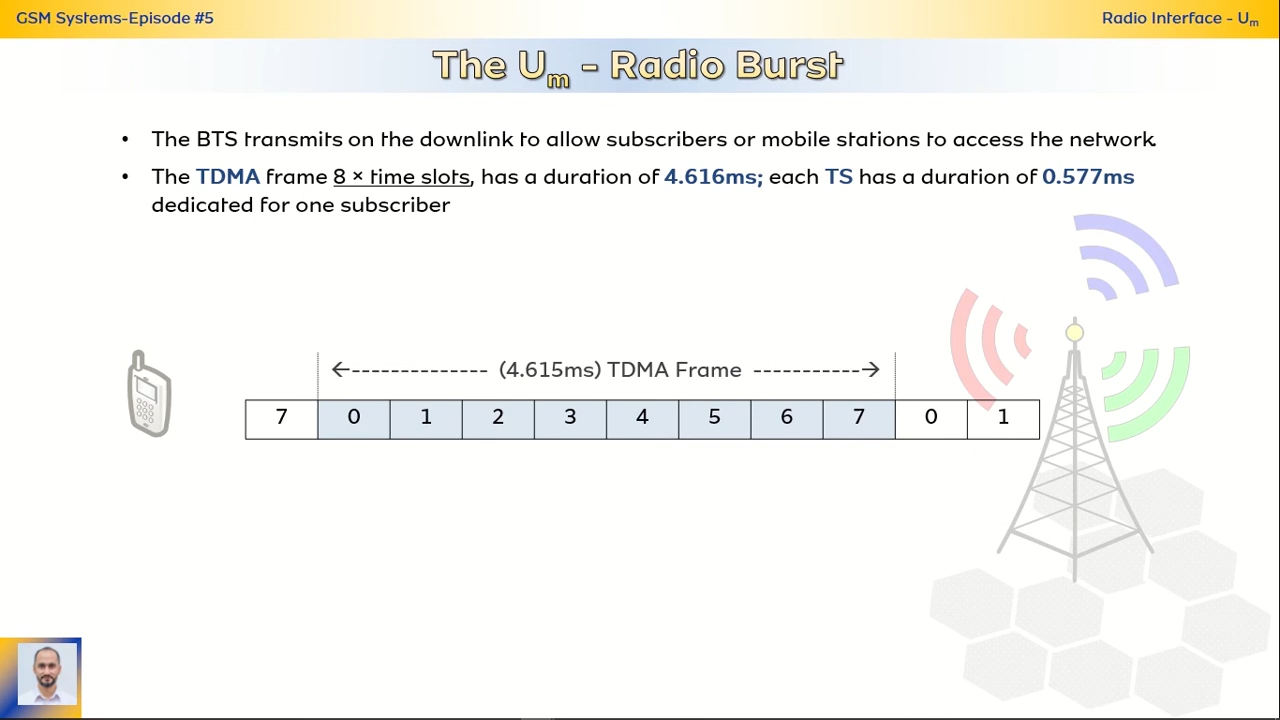 GSM Systems-Episode #5
Radio Interface - Um
The Um - Radio Burst
• The BTS transmits on the downlink to allow subscribers or mobile stations to access the network.
• The TDMA frame 8 × time slots, has a duration of 4.616ms; each TS has a duration of 0.577ms
dedicated for one subscriber
←-------------- (4.615ms) TDMA Frame -----------→
7 0 1 2 3 4 5 6 7 0 1